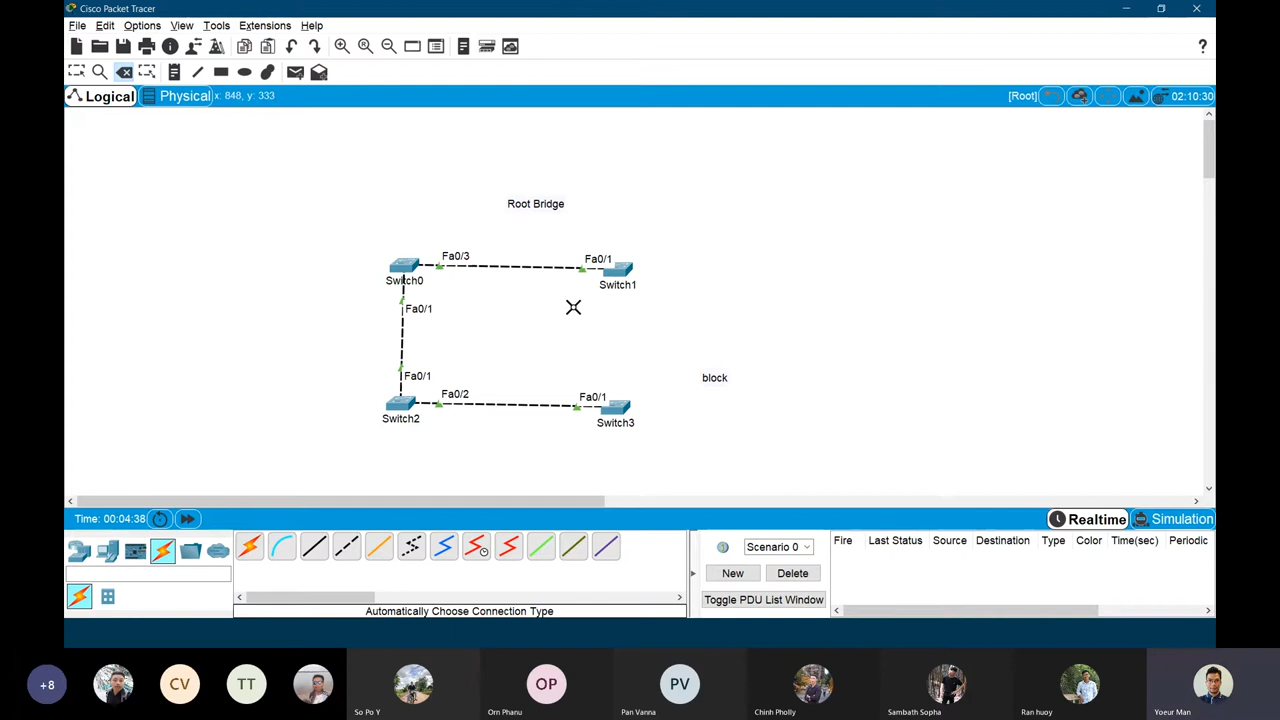 Cisco Packet Tracer
File Edit Options View Tools Extensions Help
?
Logical Physical x: 848, y: 333 [Root] 02:10:30
Root Bridge
Fa0/3 Fa0/1
Switch0 Switch1
Fa0/1
Fa0/1 block
Fa0/2 Fa0/1
Switch2 Switch3
Time: 00:04:38 Realtime Simulation
Scenario 0 Fire Last Status Source Destination Type Color Time(sec) Periodic
New Delete
Toggle PDU List Window
Automatically Choose Connection Type
+8 CV TT OP PV
So Po Y Orn Phanu Pan Vanna Chinh Pholly Sambath Sopha Ran huoy Yoeur Man